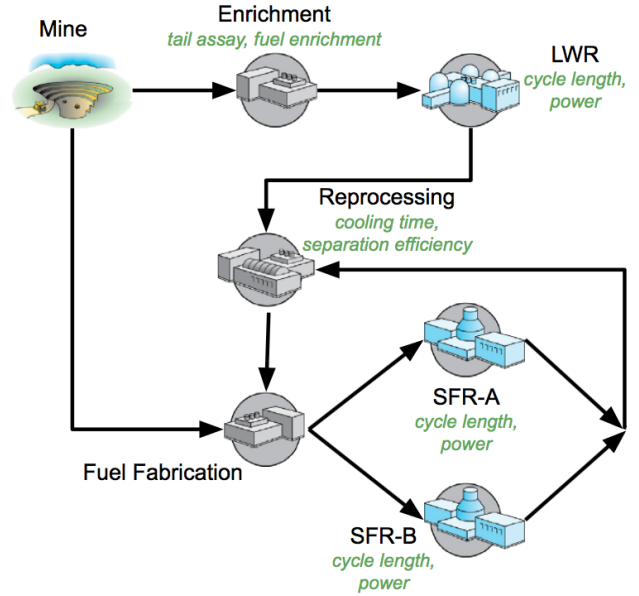 Enrichment
tail assay, fuel enrichment
Mine
LWR
cycle length,
power
Reprocessing
cooling time,
separation efficiency
SFR-A
cycle length,
power
Fuel Fabrication
SFR-B
cycle length,
power